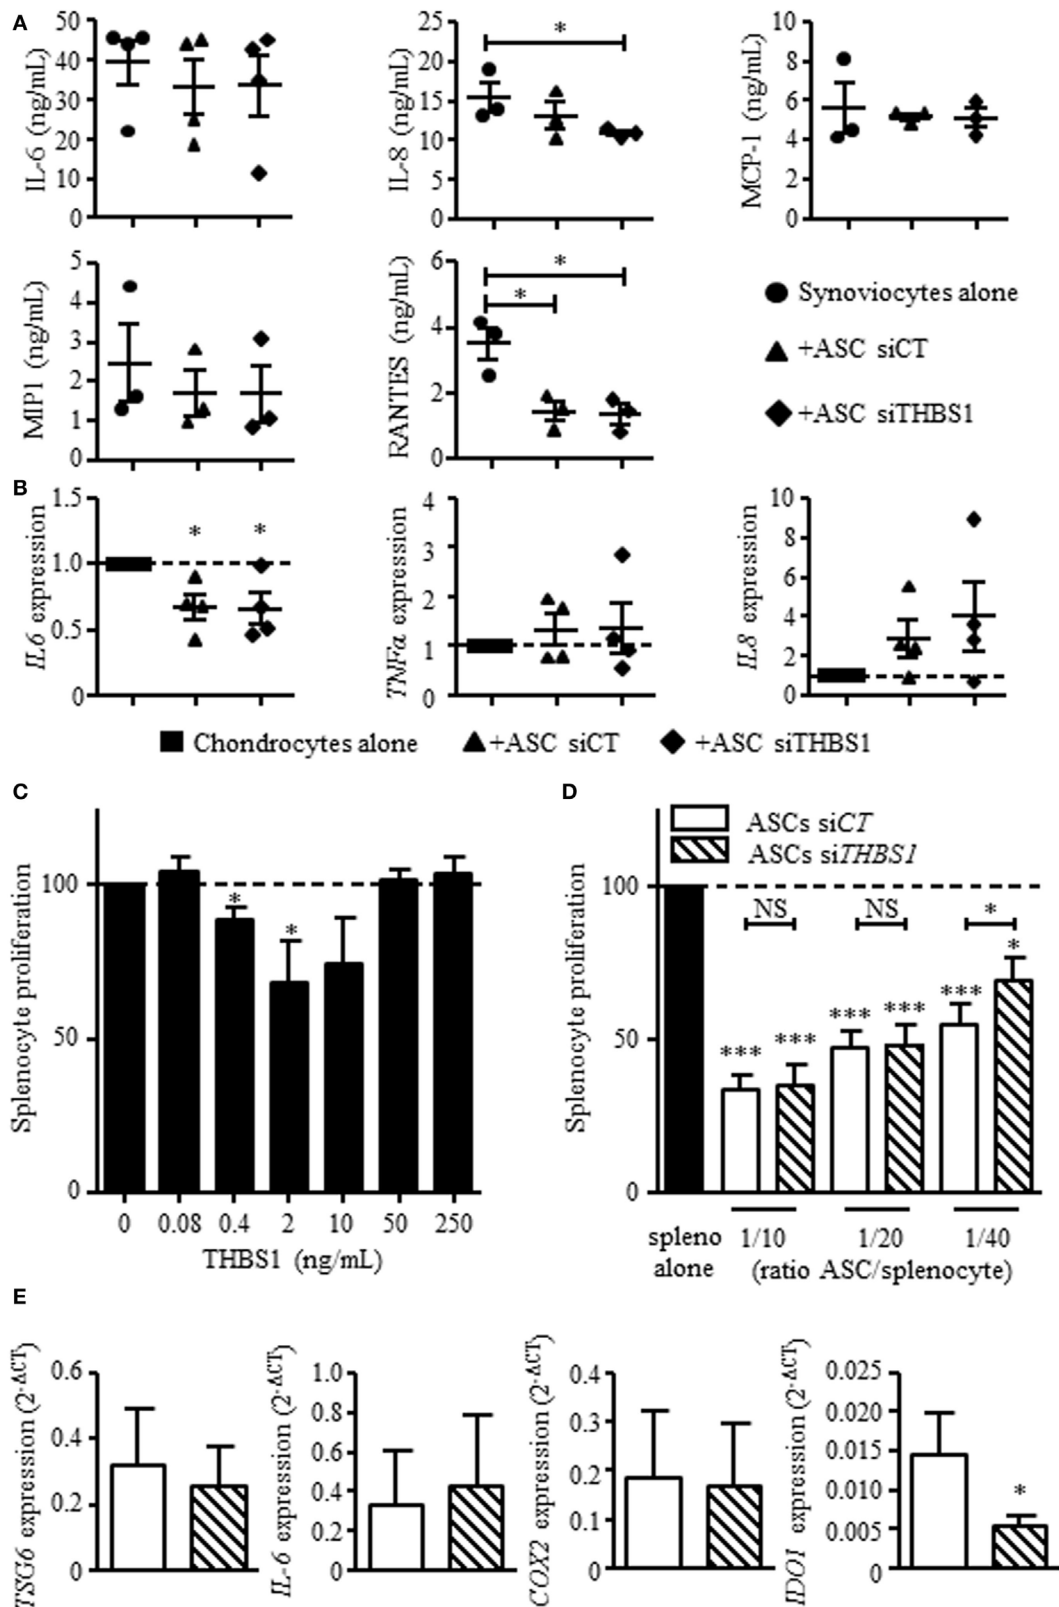 A
IL-6 (ng/mL)
50
40
30
20
10
0
IL-8 (ng/mL)
25
20
15
10
5
0
*
MCP-1 (ng/mL)
10
8
6
4
2
0
MIP1 (ng/mL)
5
4
3
2
1
0
RANTES (ng/mL)
6
4
2
0
*
*
Synoviocytes alone
+ASC siCT
+ASC siTHBS1
B
IL6 expression
1.5
1.0
0.5
0
* *
TNFα expression
4
3
2
1
0
IL8 expression
10
8
6
4
2
0
Chondrocytes alone +ASC siCT +ASC siTHBS1
C
Splenocyte proliferation
100
50
0
*
*
0 0.08 0.4 2 10 50 250
THBS1 (ng/mL)
D
Splenocyte proliferation
100
50
0
ASCs siCT
ASCs siTHBS1
NS NS *
*** *** *** *** *** *
spleno alone
1/10 1/20 1/40
(ratio ASC/splenocyte)
E
TSG6 expression (2-ΔCT)
0.6
0.4
0.2
0
IL-6 expression (2-ΔCT)
1.0
0.8
0.6
0.4
0.2
0
COX2 expression (2-ΔCT)
0.4
0.3
0.2
0.1
0
IDO1 expression (2-ΔCT)
0.025
0.020
0.015
0.010
0.005
0
*